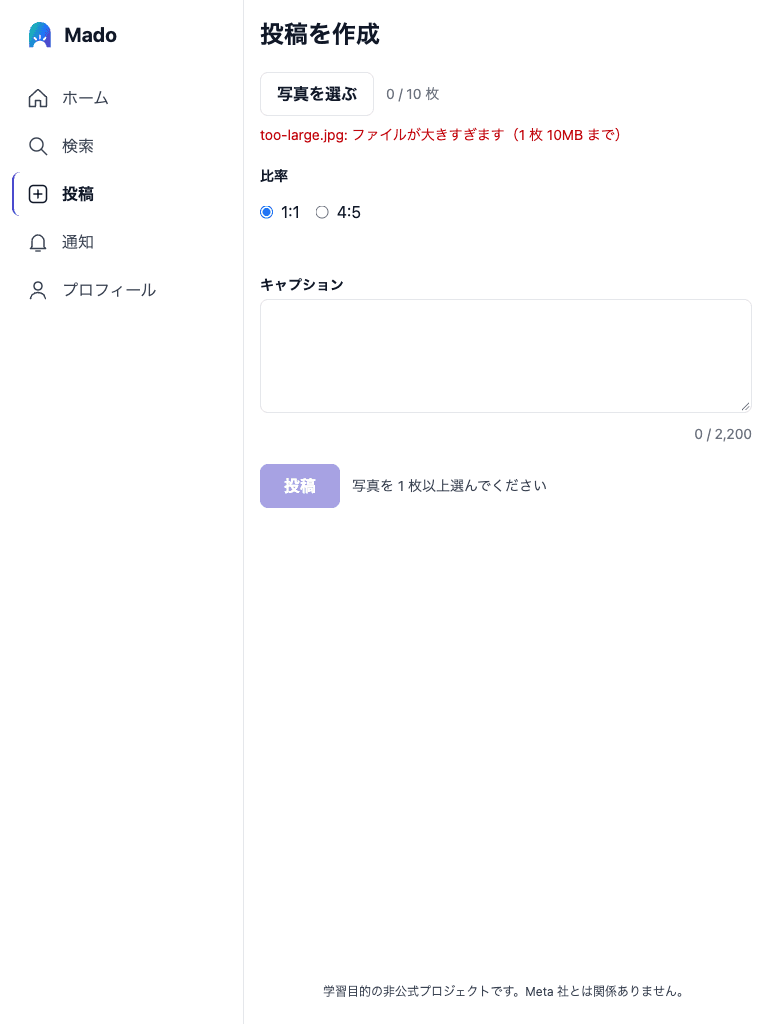 Mado
ホーム
検索
投稿
通知
プロフィール
投稿を作成
写真を選ぶ
0 / 10 枚
too-large.jpg: ファイルが大きすぎます（1 枚 10MB まで）
比率
1:1
4:5
キャプション
0 / 2,200
投稿
写真を 1 枚以上選んでください
学習目的の非公式プロジェクトです。Meta 社とは関係ありません。